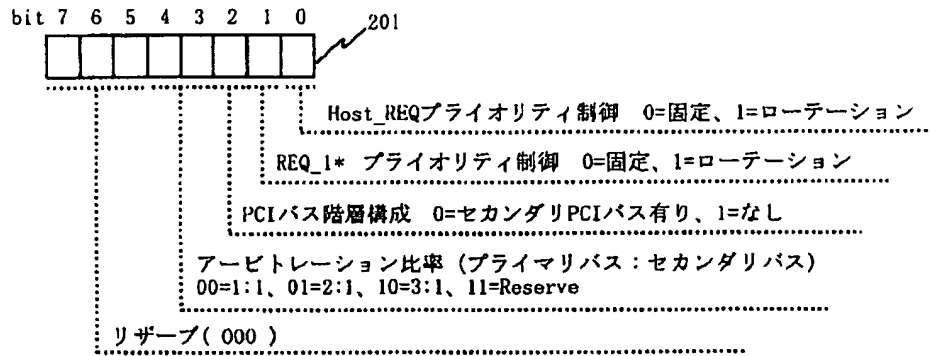 bit 7 6 5 4 3 2 1 0
201
Host_REQプライオリティ制御 0=固定、1=ローテーション
REQ_1* プライオリティ制御 0=固定、1=ローテーション
PCIバス階層構成 0=セカンダリPCIバス有り、1=なし
アービトレーション比率 (プライマリバス:セカンダリバス)
00=1:1、01=2:1、10=3:1、11=Reserve
リザーブ( 000 )